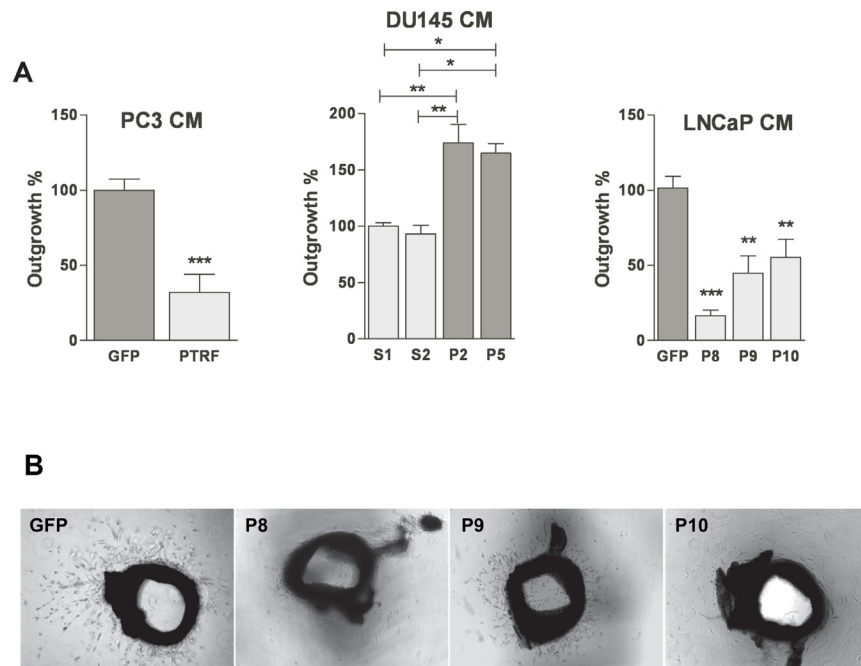 A
PC3 CM
Outgrowth %
150
100
50
0
***
GFP PTRF
DU145 CM
*
*
**
**
Outgrowth %
200
150
100
50
0
S1 S2 P2 P5
LNCaP CM
Outgrowth %
150
100
50
0
***
**
**
GFP P8 P9 P10
B
GFP P8 P9 P10